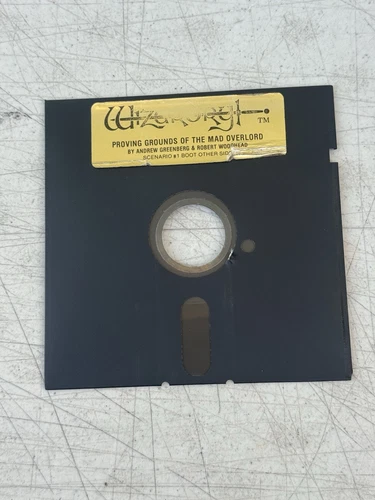 Wizardry
TM
PROVING GROUNDS OF THE MAD OVERLORD
BY ANDREW GREENBERG & ROBERT WOODHEAD
SCENARIO #1 BOOT OTHER SIDE